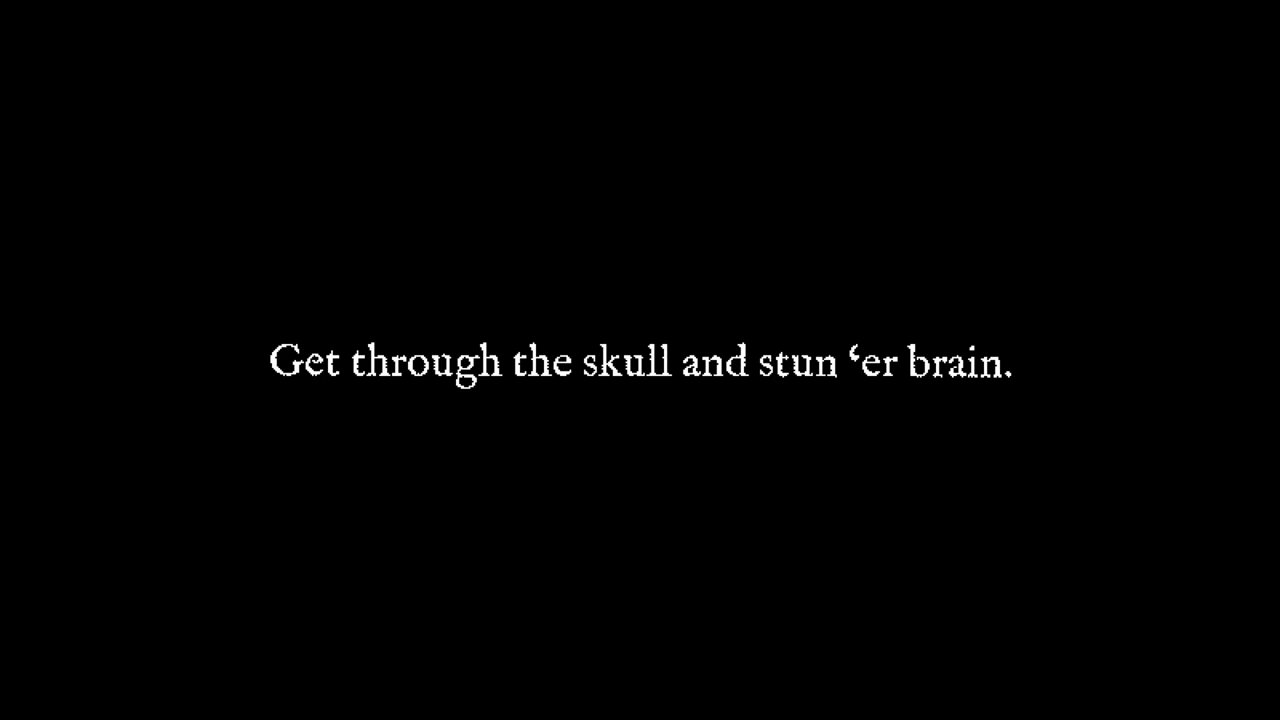 Get through the skull and stun ‘er brain.